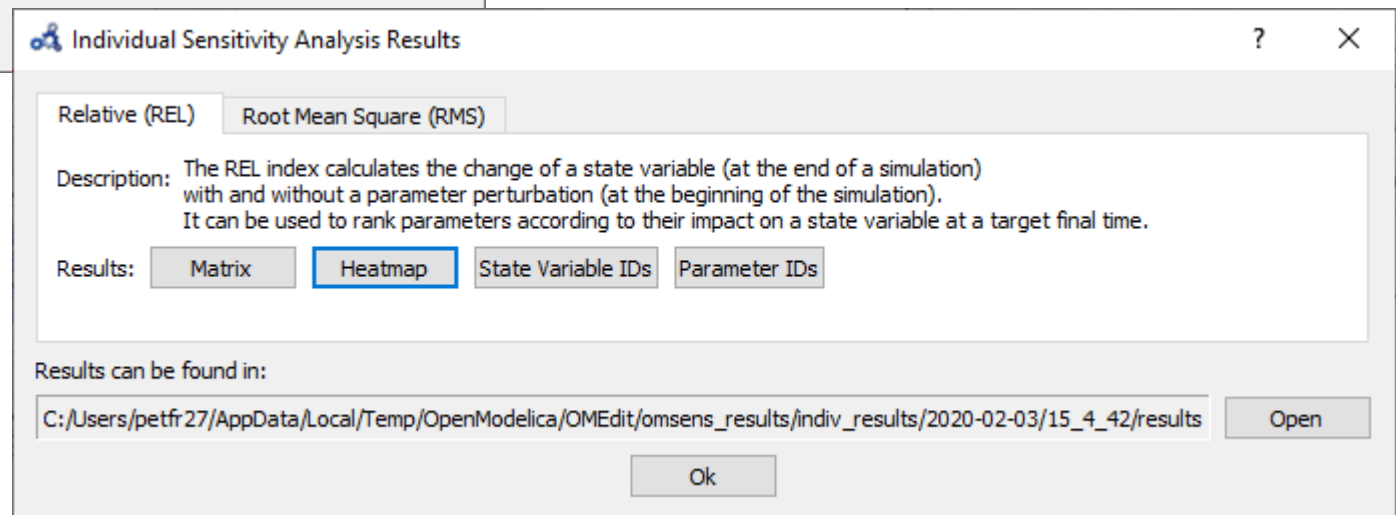 Individual Sensitivity Analysis Results ?
Relative (REL) Root Mean Square (RMS)
Description: The REL index calculates the change of a state variable (at the end of a simulation)
with and without a parameter perturbation (at the beginning of the simulation).
It can be used to rank parameters according to their impact on a state variable at a target final time.
Results: Matrix Heatmap State Variable IDs Parameter IDs
Results can be found in:
C:/Users/petfr27/AppData/Local/Temp/OpenModelica/OMEdit/omsens_results/indiv_results/2020-02-03/15_4_42/results Open
Ok